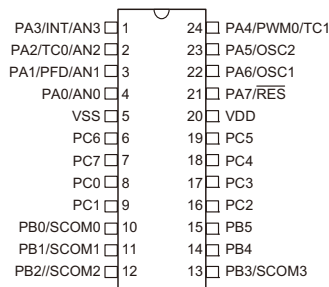 PA3/INT/AN3 1 24 PA4/PWM0/TC1
PA2/TC0/AN2 2 23 PA5/OSC2
PA1/PFD/AN1 3 22 PA6/OSC1
PA0/AN0 4 21 PA7/RES
VSS 5 20 VDD
PC6 6 19 PC5
PC7 7 18 PC4
PC0 8 17 PC3
PC1 9 16 PC2
PB0/SCOM0 10 15 PB5
PB1/SCOM1 11 14 PB4
PB2//SCOM2 12 13 PB3/SCOM3